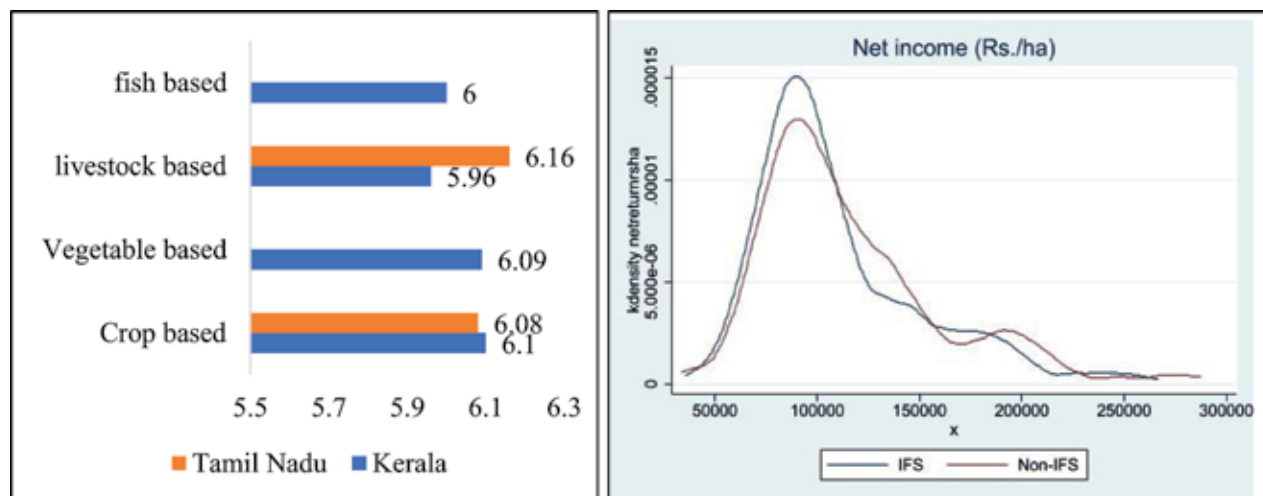 fish based
6
livestock based
6.16
5.96
Vegetable based
6.09
Crop based
6.08
6.1
5.5 5.7 5.9 6.1 6.3
Tamil Nadu Kerala
Net income (Rs./ha)
kdensity netreturnrsha
0 5.000e-06 .00001 .000015
50000 100000 150000 200000 250000 300000
x
IFS Non-IFS